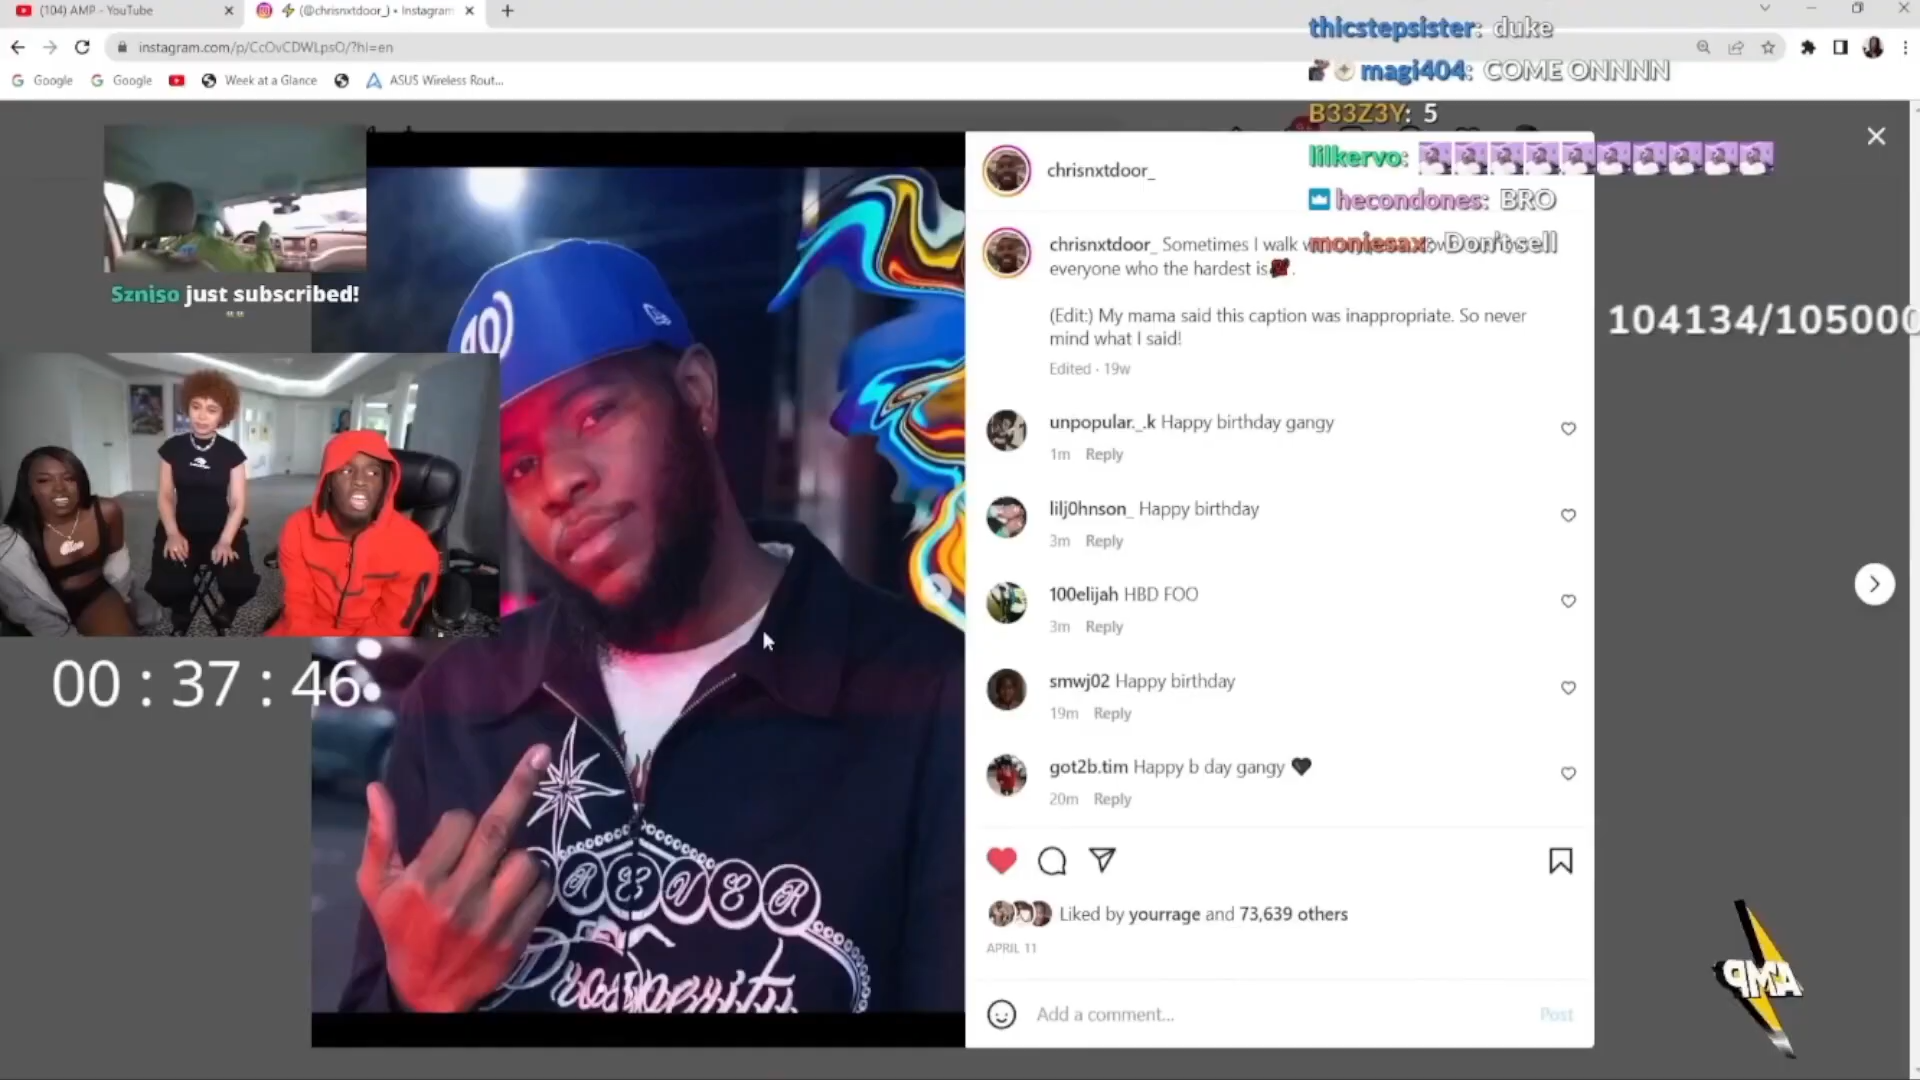 (104) AMP - YouTube
(@chrisnxtdoor_) • Instagram
instagram.com/p/CcOvCDWLpsO/?hl=en
Google
Google
Week at a Glance
ASUS Wireless Rout...
thicstepsister: duke
magi404: COME ONNNN
B33Z3Y: 5
lilkervo:
hecondones: BRO
moniesax: Don't sell
104134/105000
Szniso just subscribed!
00 : 37 : 46
chrisnxtdoor_
chrisnxtdoor_ Sometimes I walk
everyone who the hardest is💯.
(Edit:) My mama said this caption was inappropriate. So never
mind what I said!
Edited · 19w
unpopular._.k Happy birthday gangy
1m Reply
lilj0hnson_ Happy birthday
3m Reply
100elijah HBD FOO
3m Reply
smwj02 Happy birthday
19m Reply
got2b.tim Happy b day gangy 🖤
20m Reply
Liked by yourrage and 73,639 others
APRIL 11
Add a comment...
Post
AMP